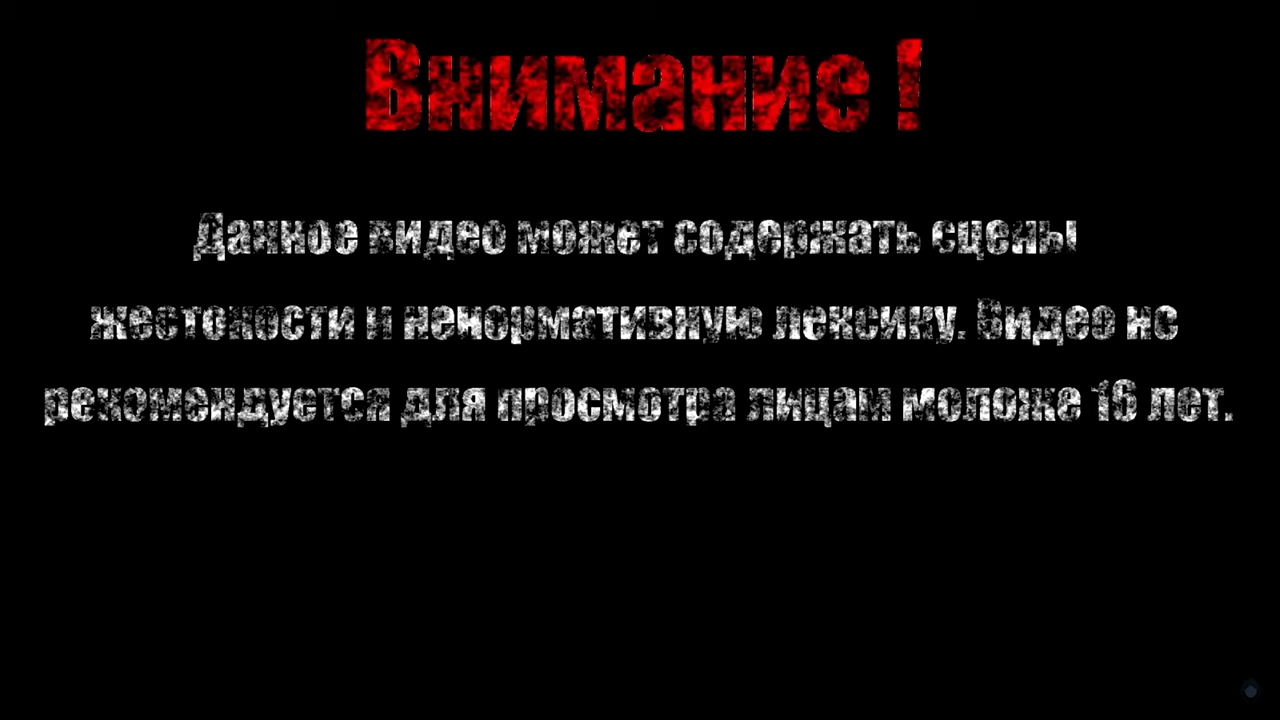 Внимание !
Данное видео может содержать сцены
жестокости и ненормативную лексику. Видео не
рекомендуется для просмотра лицам моложе 16 лет.